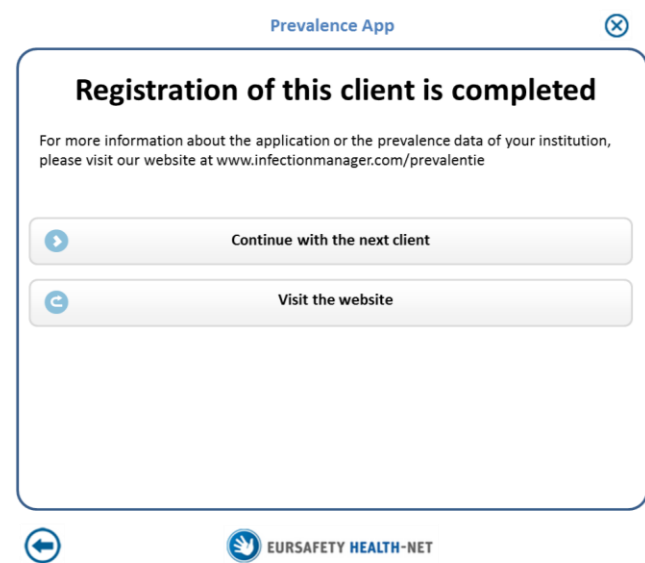 Prevalence App
Registration of this client is completed
For more information about the application or the prevalence data of your institution,
please visit our website at www.infectionmanager.com/prevalentie
Continue with the next client
Visit the website
EURSAFETY HEALTH-NET